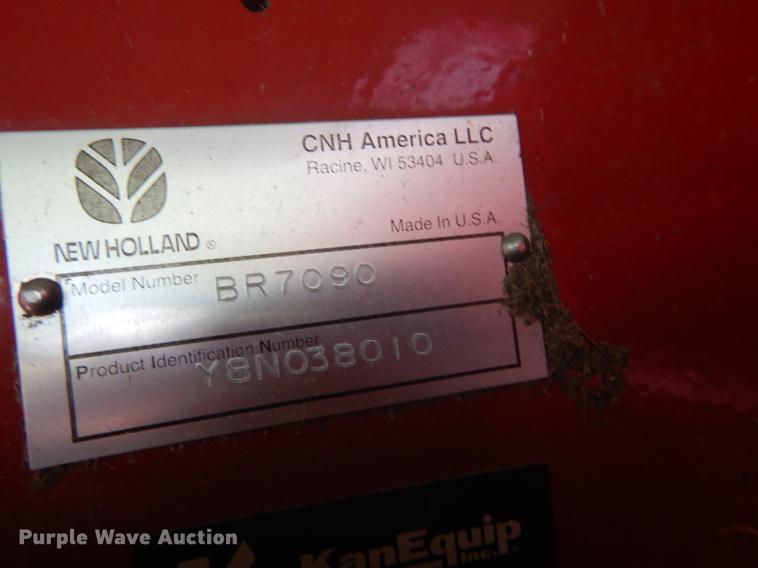 CNH America LLC
Racine, WI 53404 U.S.A.
Made In U.S.A.
NEW HOLLAND ®
Model Number BR7090
Product Identification Number
Y8N038010
KanEquip
Inc.
Purple Wave Auction